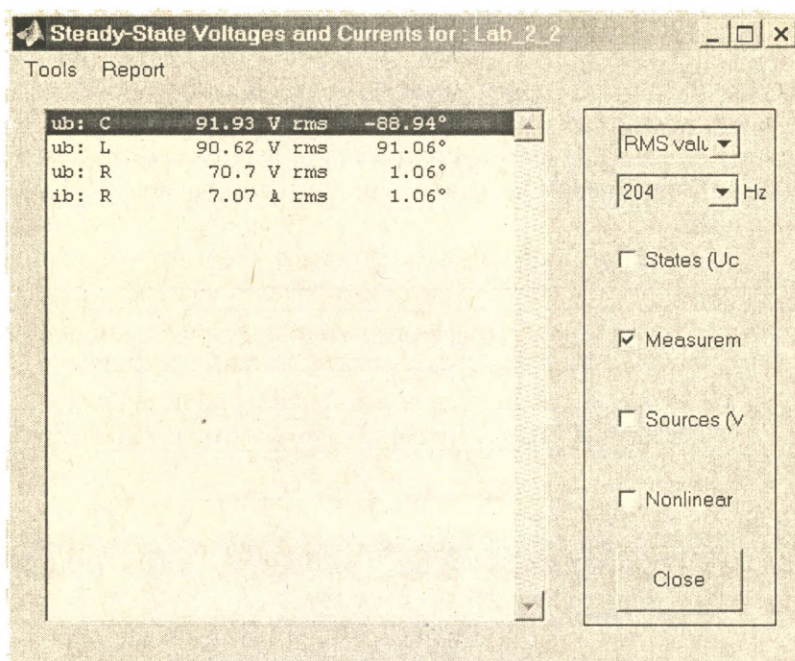 Steady-State Voltages and Currents for : Lab_2_2
Tools Report
ub: C 91.93 V rms -88.94°
ub: L 90.62 V rms 91.06°
ub: R 70.7 V rms 1.06°
ib: R 7.07 A rms 1.06°
RMS valu
204 Hz
States (Uc
Measurem
Sources (V
Nonlinear
Close